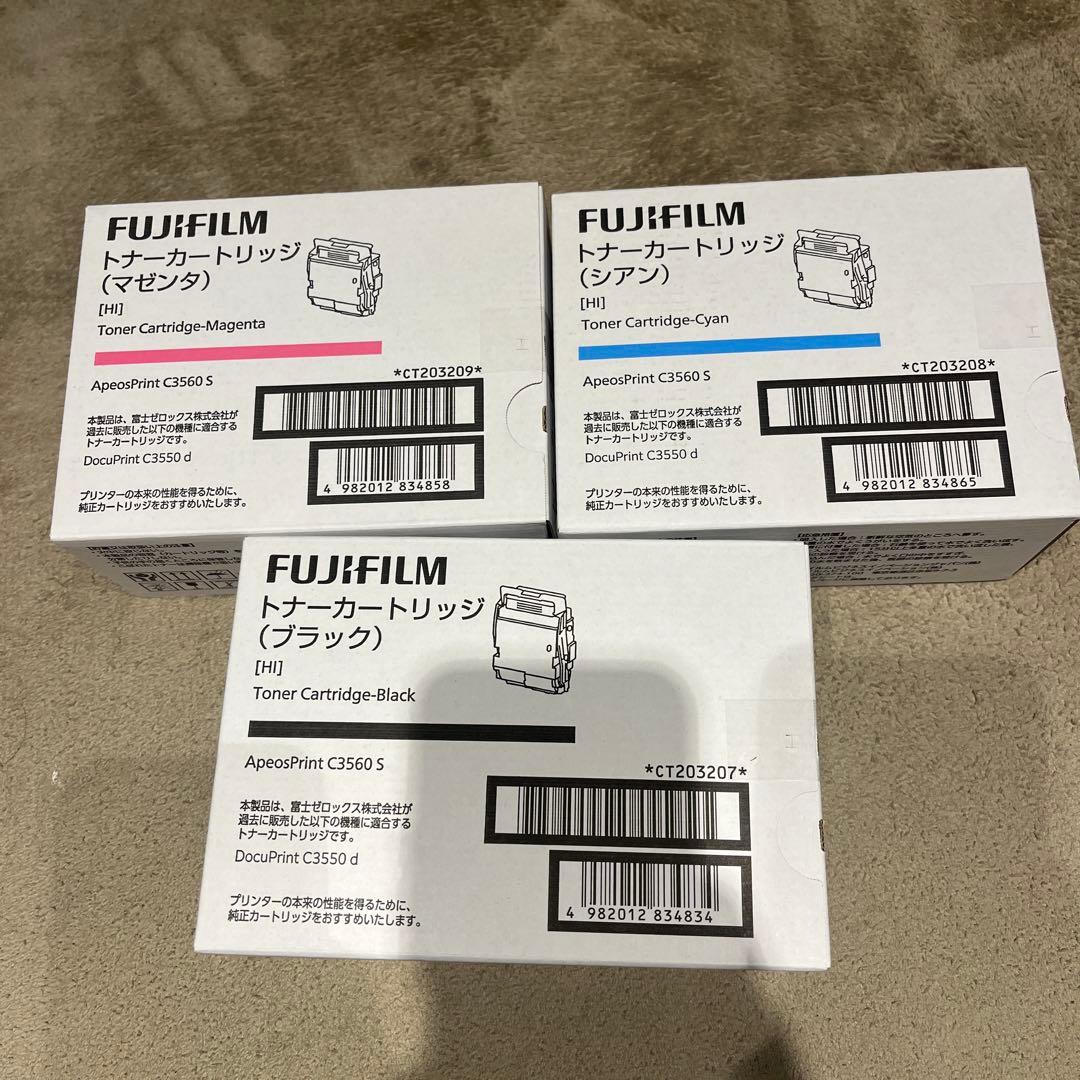 FUJIFILM
トナーカートリッジ
（マゼンタ）
[HI]
Toner Cartridge-Magenta
ApeosPrint C3560 S
*CT203209*
本製品は、富士ゼロックス株式会社が
過去に販売した以下の機種に適合する
トナーカートリッジです。
DocuPrint C3550 d
4 982012 834858
プリンターの本来の性能を得るために、
純正カートリッジをおすすめいたします。
FUJIFILM
トナーカートリッジ
（シアン）
[HI]
Toner Cartridge-Cyan
ApeosPrint C3560 S
*CT203208*
本製品は、富士ゼロックス株式会社が
過去に販売した以下の機種に適合する
トナーカートリッジです。
DocuPrint C3550 d
4 982012 834865
プリンターの本来の性能を得るために、
純正カートリッジをおすすめいたします。
FUJIFILM
トナーカートリッジ
（ブラック）
[HI]
Toner Cartridge-Black
ApeosPrint C3560 S
*CT203207*
本製品は、富士ゼロックス株式会社が
過去に販売した以下の機種に適合する
トナーカートリッジです。
DocuPrint C3550 d
4 982012 834834
プリンターの本来の性能を得るために、
純正カートリッジをおすすめいたします。